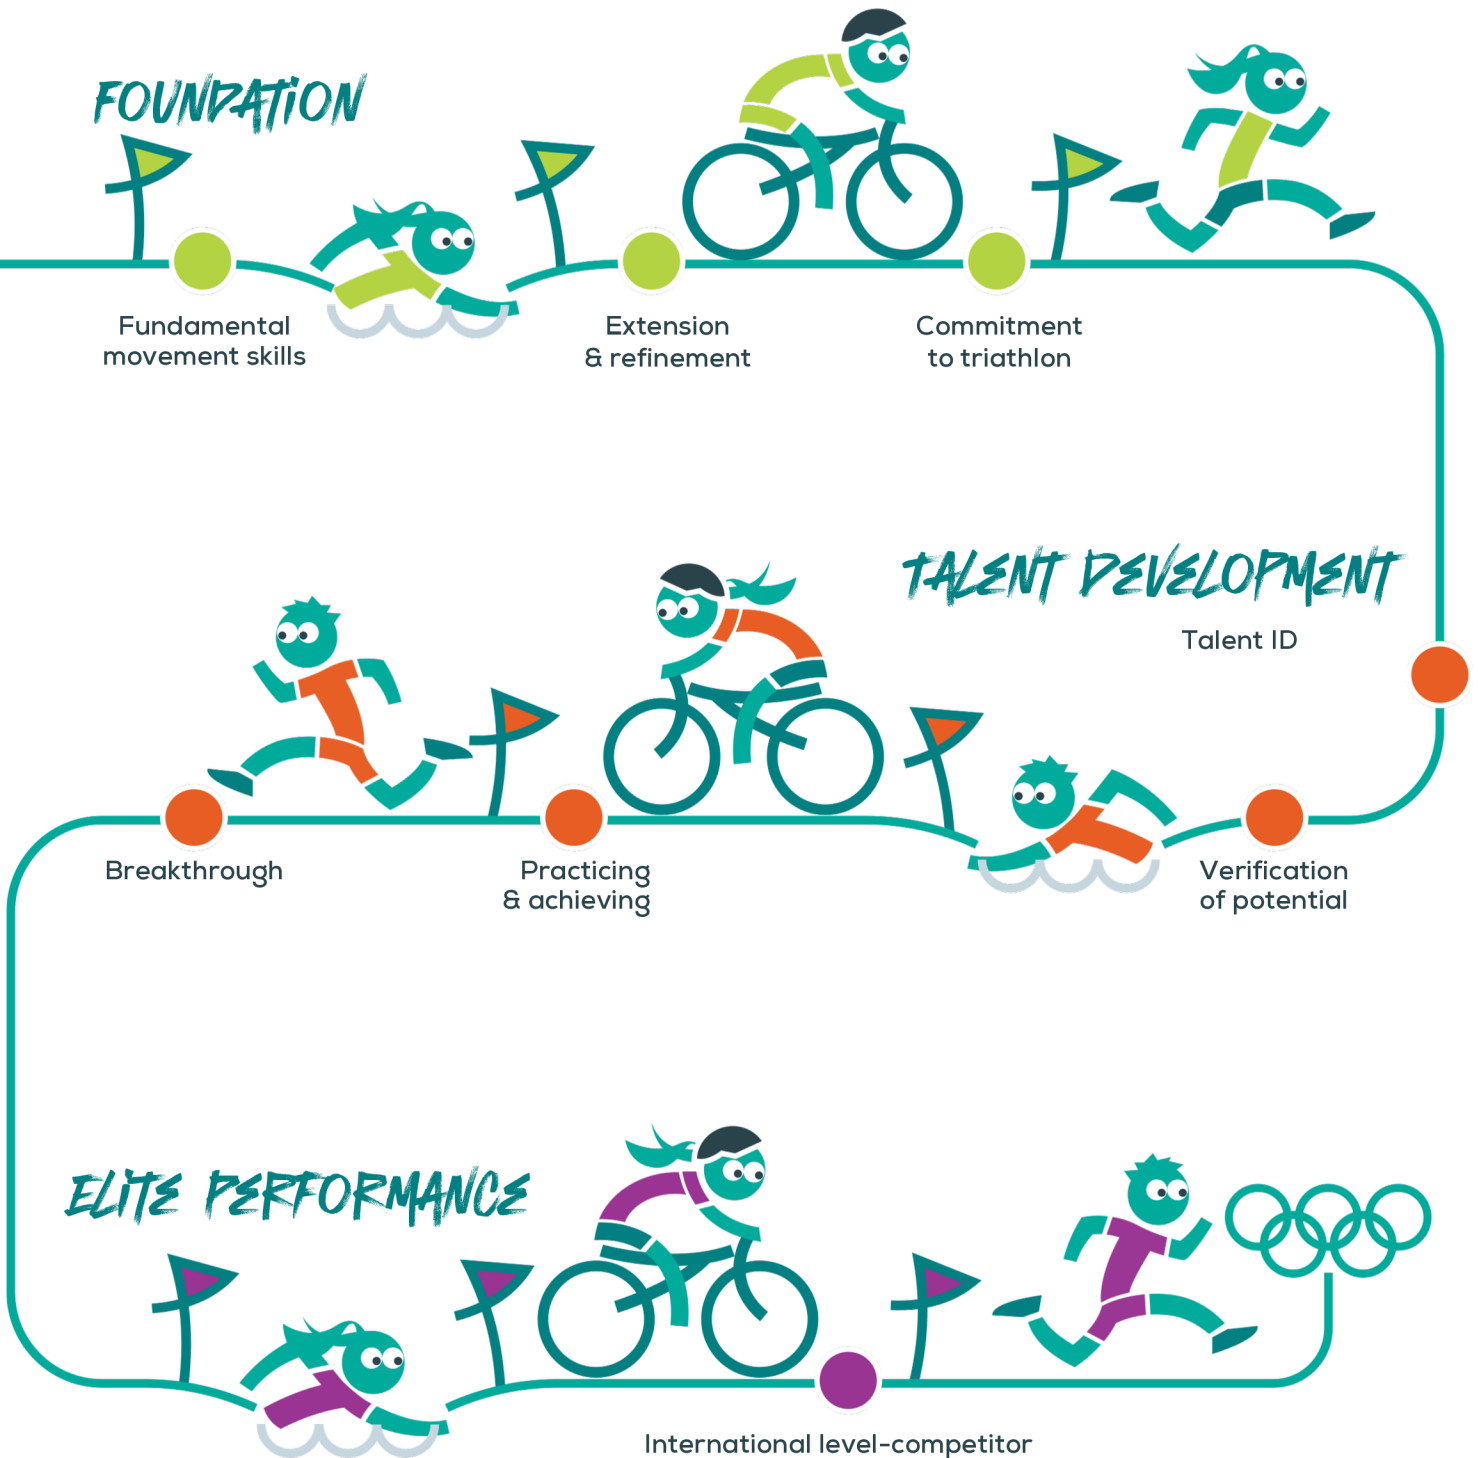 FOUNDATION
Fundamental
movement skills
Extension
& refinement
Commitment
to triathlon
TALENT DEVELOPMENT
Talent ID
Verification
of potential
Practicing
& achieving
Breakthrough
ELITE PERFORMANCE
International level-competitor